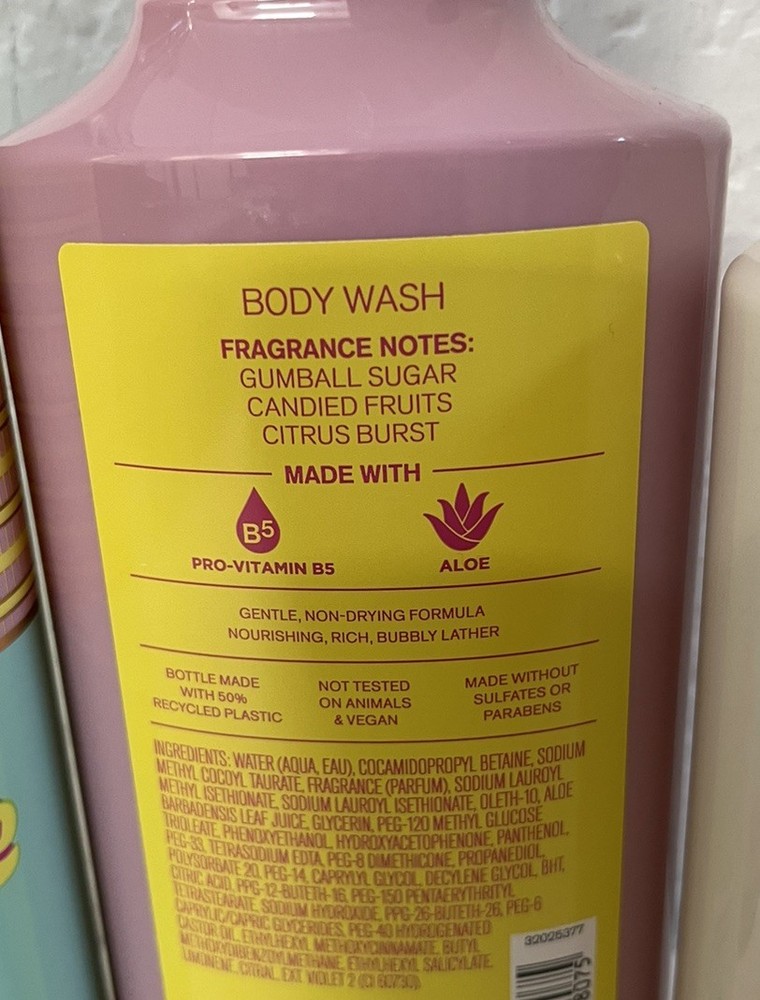 BODY WASH
FRAGRANCE NOTES:
GUMBALL SUGAR
CANDIED FRUITS
CITRUS BURST
MADE WITH
B5
PRO-VITAMIN B5
ALOE
GENTLE, NON-DRYING FORMULA
NOURISHING, RICH, BUBBLY LATHER
BOTTLE MADE
WITH 50%
RECYCLED PLASTIC
NOT TESTED
ON ANIMALS
& VEGAN
MADE WITHOUT
SULFATES OR
PARABENS
INGREDIENTS: WATER (AQUA, EAU), COCAMIDOPROPYL BETAINE, SODIUM
METHYL COCOYL TAURATE, FRAGRANCE (PARFUM), SODIUM LAUROYL
METHYL ISETHIONATE, SODIUM LAUROYL ISETHIONATE, OLETH-10, ALOE
BARBADENSIS LEAF JUICE, GLYCERIN, PEG-120 METHYL GLUCOSE
TRIOLEATE, PHENOXYETHANOL, HYDROXYACETOPHENONE, PANTHENOL,
PEG-33, TETRASODIUM EDTA, PEG-8 DIMETHICONE, PROPANEDIOL,
POLYSORBATE 20, PEG-14, CAPRYLYL GLYCOL, DECYLENE GLYCOL, BHT,
CITRIC ACID, PPG-12-BUTETH-16, PEG-150 PENTAERYTHRITYL
TETRASTEARATE, SODIUM HYDROXIDE, PPG-26-BUTETH-26, PEG-6
CAPRYLIC/CAPRIC GLYCERIDES, PEG-40 HYDROGENATED
CASTOR OIL, ETHYLHEXYL METHOXYCINNAMATE, BUTYL
METHOXYDIBENZOYLMETHANE, ETHYLHEXYL SALICYLATE,
LIMONENE, CITRAL, EXT. VIOLET 2 (CI 60730)
32026377
8075